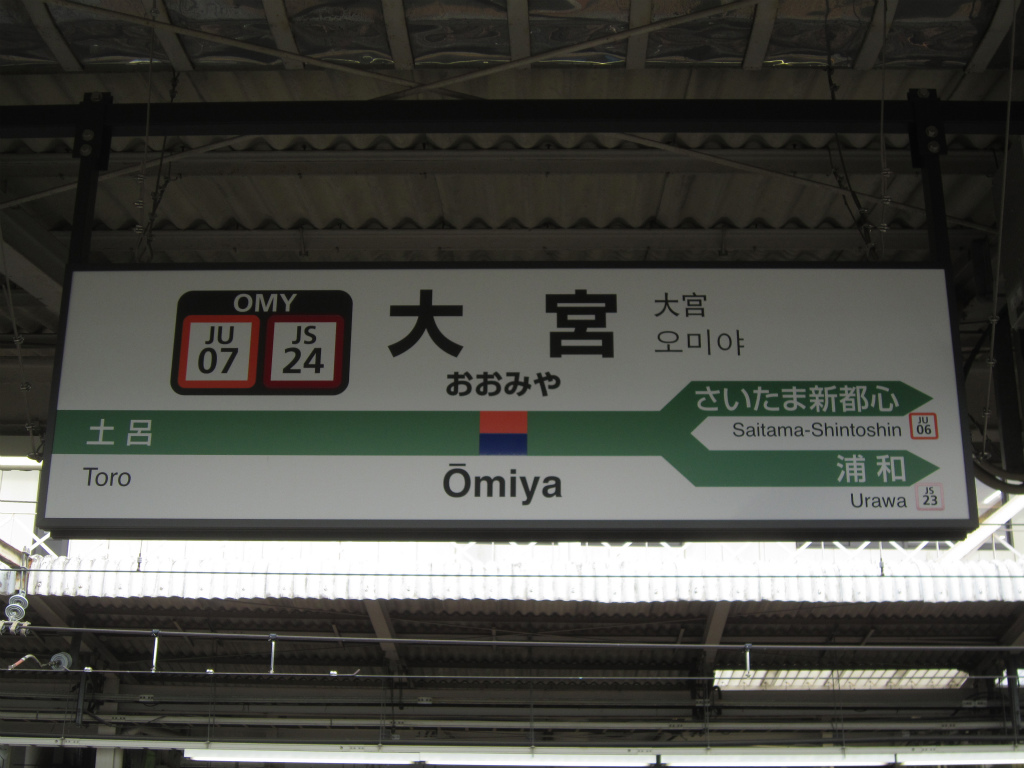 OMY
JU
07
JS
24
大宮
大宮
오미야
おおみや
さいたま新都心
Saitama-Shintoshin
JU
06
土呂
Toro
Ōmiya
浦和
Urawa
JS
23